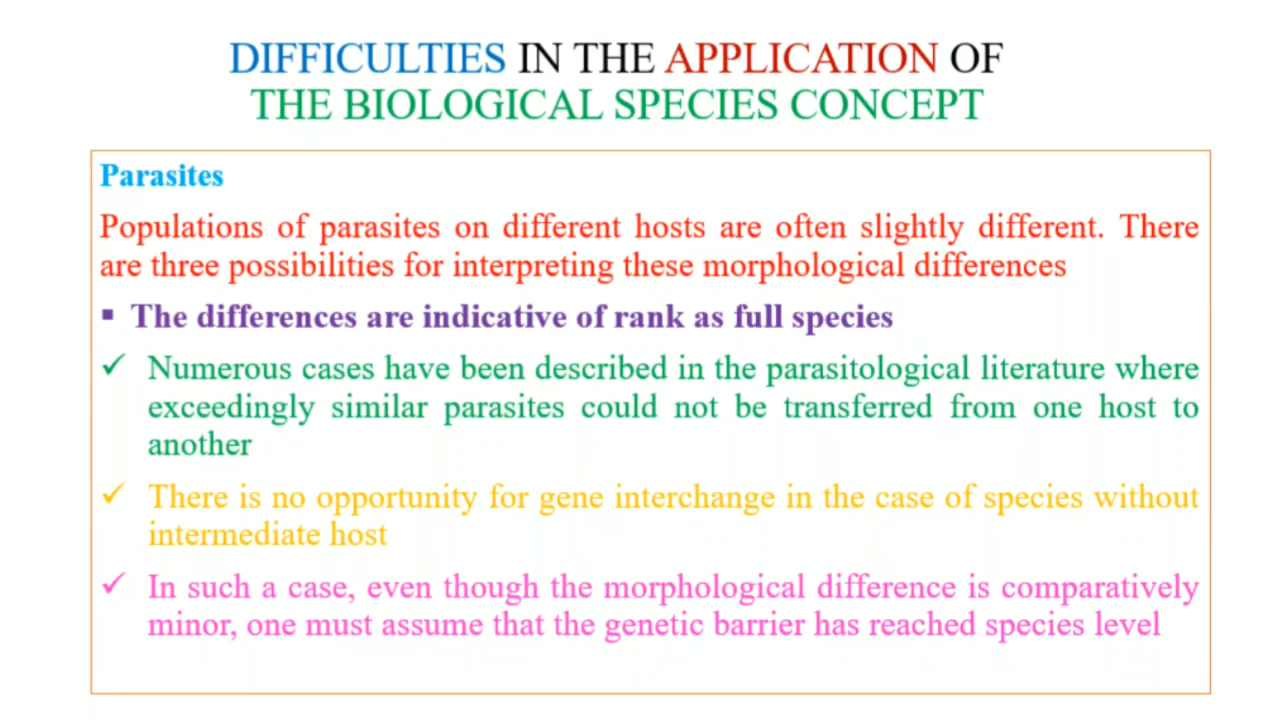 DIFFICULTIES IN THE APPLICATION OF
THE BIOLOGICAL SPECIES CONCEPT
Parasites
Populations of parasites on different hosts are often slightly different. There
are three possibilities for interpreting these morphological differences
▪ The differences are indicative of rank as full species
✓ Numerous cases have been described in the parasitological literature where
exceedingly similar parasites could not be transferred from one host to
another
✓ There is no opportunity for gene interchange in the case of species without
intermediate host
✓ In such a case, even though the morphological difference is comparatively
minor, one must assume that the genetic barrier has reached species level